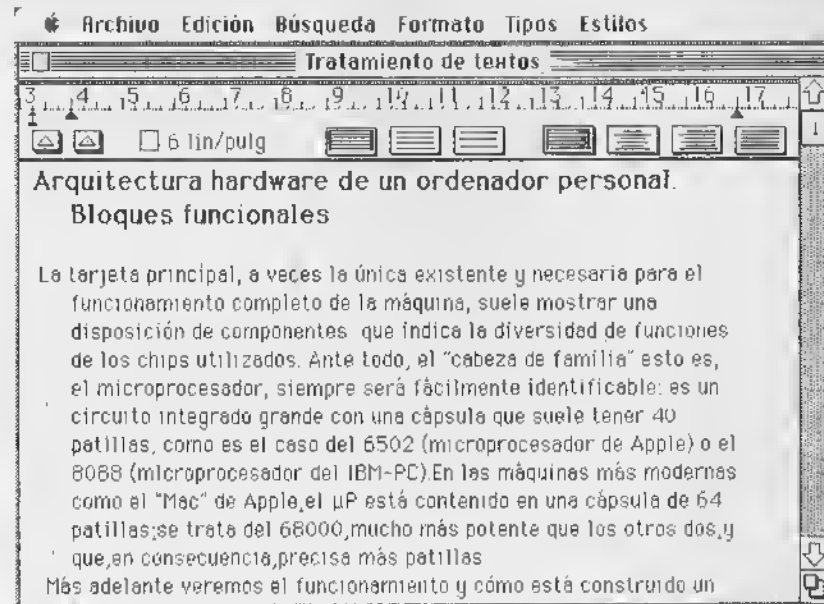 Archivo Edición Búsqueda Formato Tipos Estilos
Tratamiento de textos
3 4 5 6 7 8 9 10 11 12 13 14 15 16 17
6 lin/pulg
Arquitectura hardware de un ordenador personal.
Bloques funcionales
La tarjeta principal, a veces la única existente y necesaria para el
funcionamiento completo de la máquina, suele mostrar una
disposición de componentes que indica la diversidad de funciones
de los chips utilizados. Ante todo, el "cabeza de familia" esto es,
el microprocesador, siempre será fácilmente identificable: es un
circuito integrado grande con una cápsula que suele tener 40
patillas, como es el caso del 6502 (microprocesador de Apple) o el
8088 (microprocesador del IBM-PC).En las máquinas más modernas
como el "Mac" de Apple,el µP está contenido en una cápsula de 64
patillas;se trata del 68000,mucho más potente que los otros dos,y
que,en consecuencia,precisa más patillas
Más adelante veremos el funcionamiento y cómo está construido un